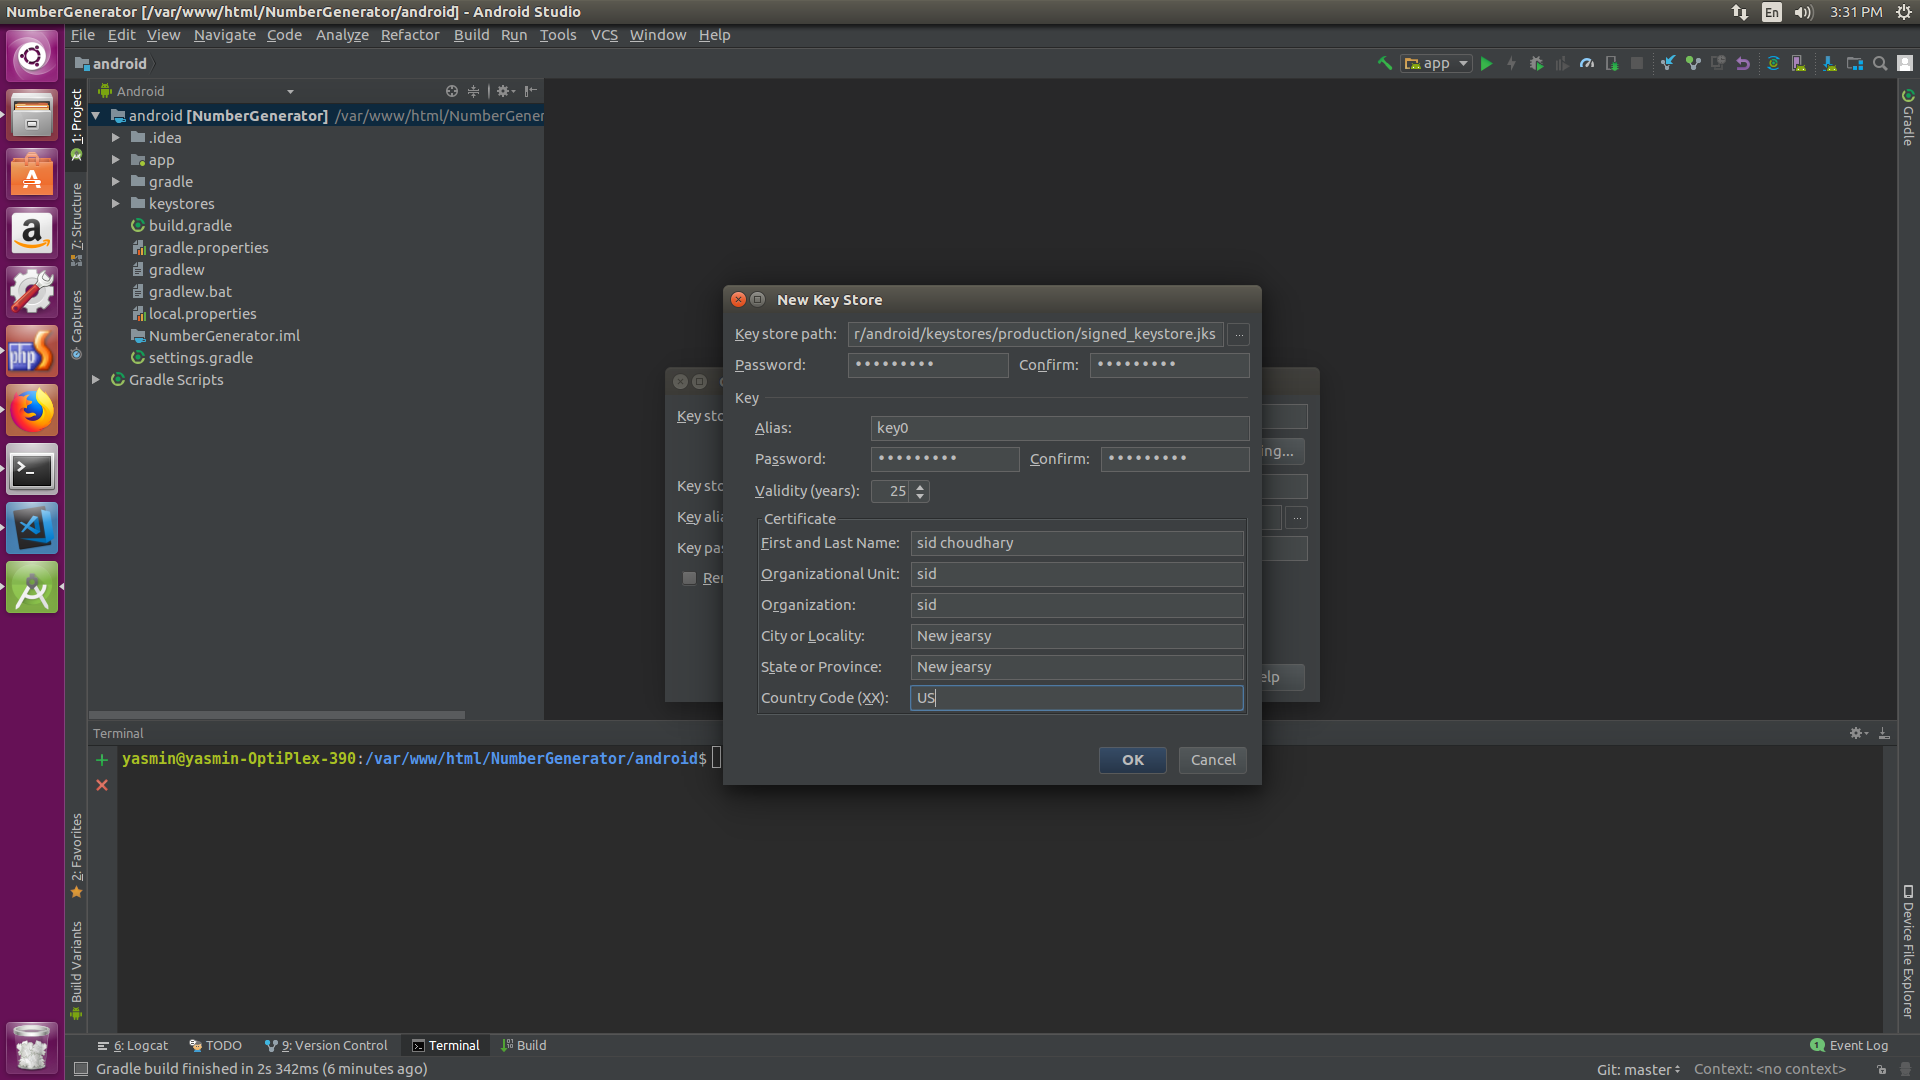 NumberGenerator [/var/www/html/NumberGenerator/android] - Android Studio
En
3:31 PM
File Edit View Navigate Code Analyze Refactor Build Run Tools VCS Window Help
android
app
1: Project
7: Structure
Captures
2: Favorites
Build Variants
Android
android [NumberGenerator] /var/www/html/NumberGener
.idea
app
gradle
keystores
build.gradle
gradle.properties
gradlew
gradlew.bat
local.properties
NumberGenerator.iml
settings.gradle
Gradle Scripts
Gradle
Device File Explorer
Key sto
ing...
Key sto
Key alia
...
Key pas
Rer
elp
New Key Store
Key store path: r/android/keystores/production/signed_keystore.jks ...
Password: ••••••••• Confirm: •••••••••
Key
Alias: key0
Password: ••••••••• Confirm: •••••••••
Validity (years): 25
Certificate
First and Last Name: sid choudhary
Organizational Unit: sid
Organization: sid
City or Locality: New jearsy
State or Province: New jearsy
Country Code (XX): US
OK Cancel
Terminal
yasmin@yasmin-OptiPlex-390:/var/www/html/NumberGenerator/android$
6: Logcat TODO 9: Version Control Terminal Build
1 Event Log
Gradle build finished in 2s 342ms (6 minutes ago)
Git: master Context: <no context>
a
php